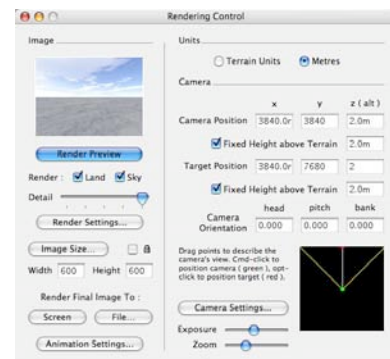 Rendering Control
Image
Render Preview
Render : Land Sky
Detail
Render Settings...
Image Size...
Width 600 Height 600
Render Final Image To :
Screen File...
Animation Settings...
Units
Terrain Units Metres
Camera
x y z ( alt )
Camera Position 3840.0r 3840 2.0m
Fixed Height above Terrain 2.0m
Target Position 3840.0r 7680 2
Fixed Height above Terrain 2.0m
head pitch bank
Camera
Orientation 0.000 0.000 0.000
Drag points to describe the
camera's view. Cmd-click to
position camera ( green ), opt-
click to position target ( red ).
Camera Settings...
Exposure
Zoom